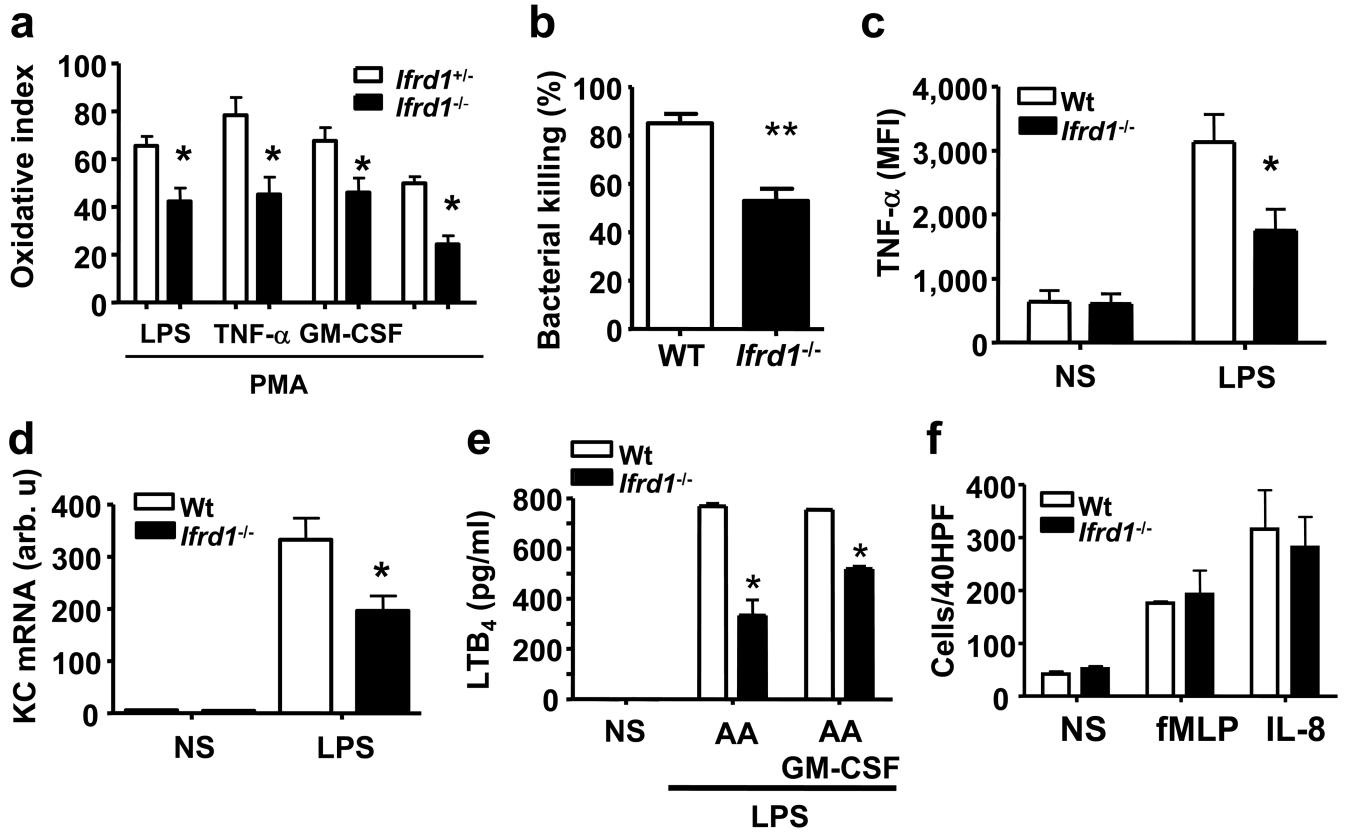 a
Oxidative index
100
80
60
40
20
0
Ifrd1+/-
Ifrd1-/-
* * * *
LPS TNF-α GM-CSF
PMA
b
Bacterial killing (%)
100
80
60
40
20
0
**
WT Ifrd1-/-
c
TNF-α (MFI)
4,000
3,000
2,000
1,000
0
Wt
Ifrd1-/-
*
NS LPS
d
KC mRNA (arb. u)
400
300
200
100
0
Wt
Ifrd1-/-
*
NS LPS
e
LTB4 (pg/ml)
800
600
400
200
0
Wt
Ifrd1-/-
* *
NS AA AA
GM-CSF
LPS
f
Cells/40HPF
400
300
200
100
0
Wt
Ifrd1-/-
NS fMLP IL-8